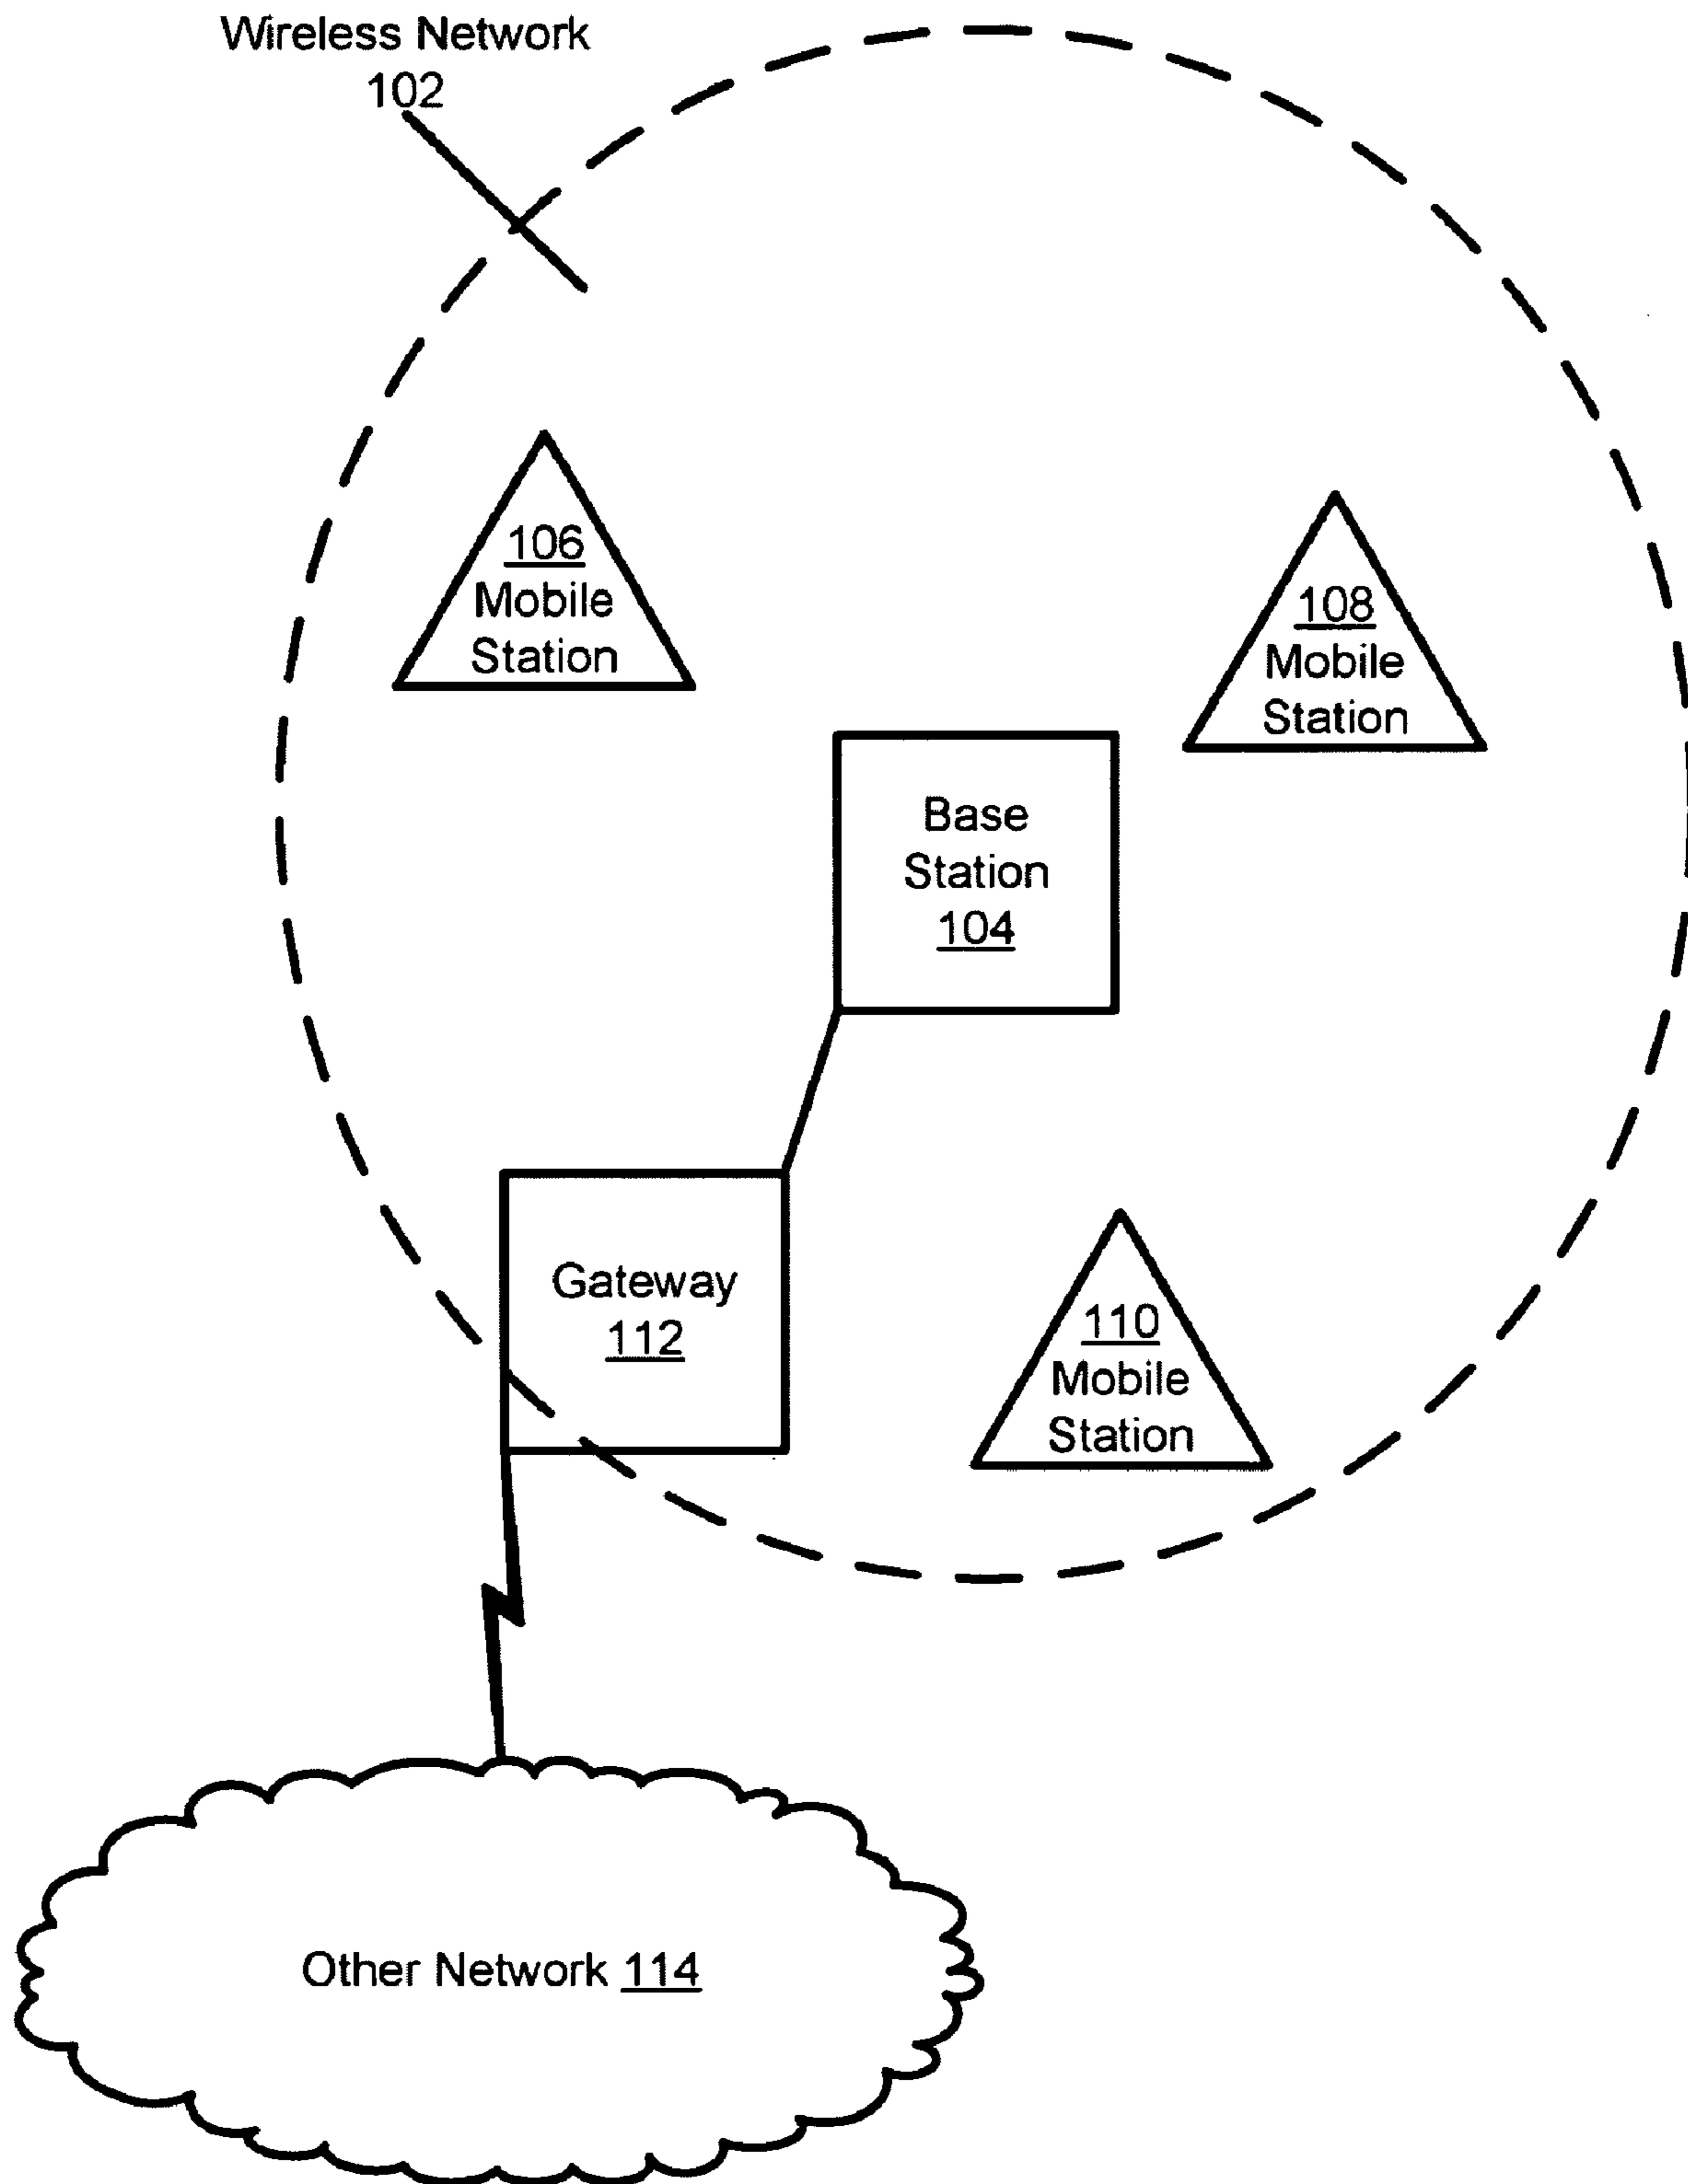 Wireless Network
102
106
Mobile
Station
108
Mobile
Station
Base
Station
104
Gateway
112
110
Mobile
Station
Other Network 114